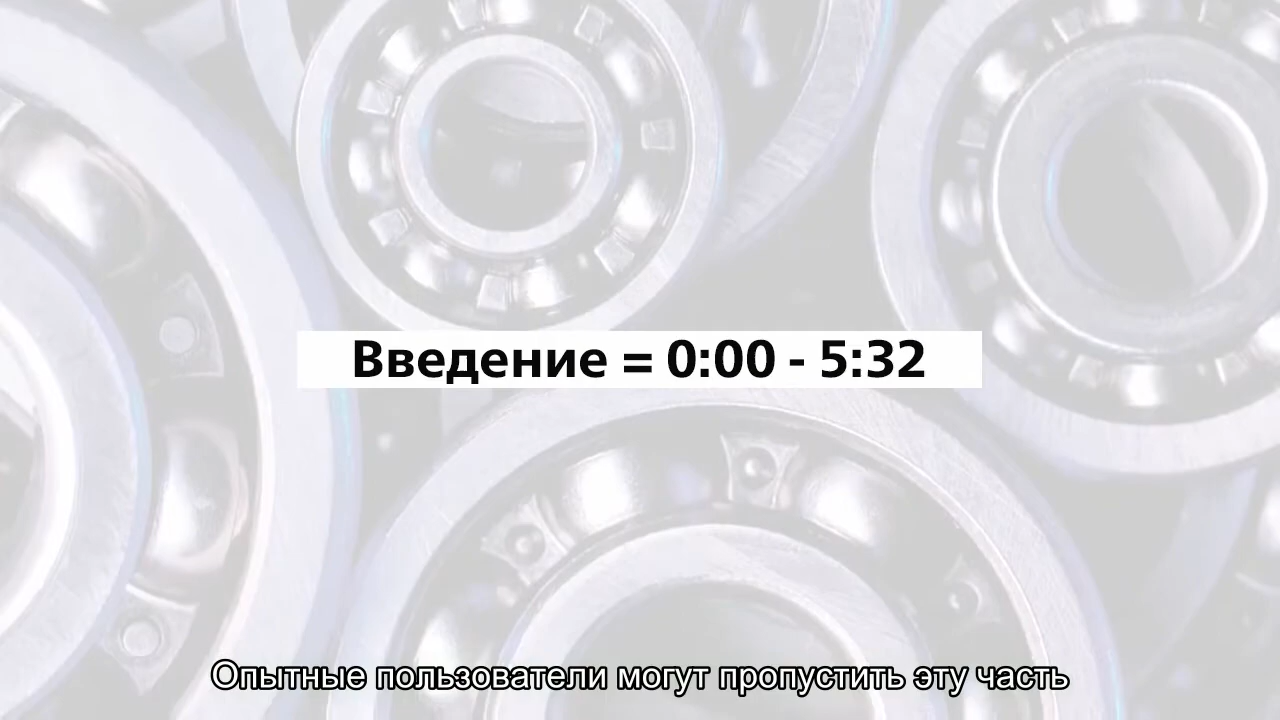 Введение = 0:00 - 5:32
Опытные пользователи могут пропустить эту часть